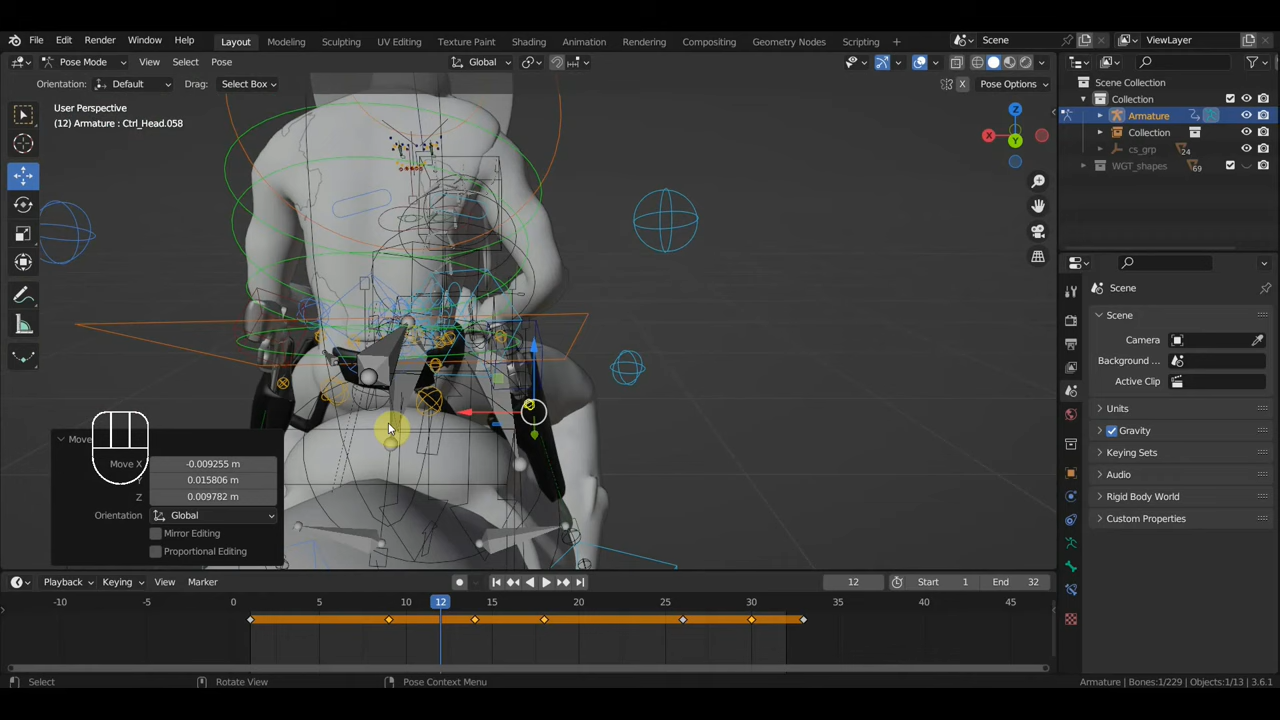 File Edit Render Window Help Layout Modeling Sculpting UV Editing Texture Paint Shading Animation Rendering Compositing Geometry Nodes Scripting + Scene ViewLayer
Pose Mode View Select Pose Global
Orientation: Default Drag: Select Box X Pose Options
User Perspective
(12) Armature : Ctrl_Head.058
Z
X
Y
Move
Move X -0.009255 m
Y 0.015806 m
Z 0.009782 m
Orientation Global
Mirror Editing
Proportional Editing
Scene Collection
Collection
Armature
Collection
cs_grp 24
WGT_shapes 69
Scene
Scene
Camera
Background ...
Active Clip
Units
Gravity
Keying Sets
Audio
Rigid Body World
Custom Properties
Playback Keying View Marker 12 Start 1 End 32
-10 -5 0 5 10 12 15 20 25 30 35 40 45
Select Rotate View Pose Context Menu Armature | Bones:1/229 | Objects:1/13 | 3.6.1